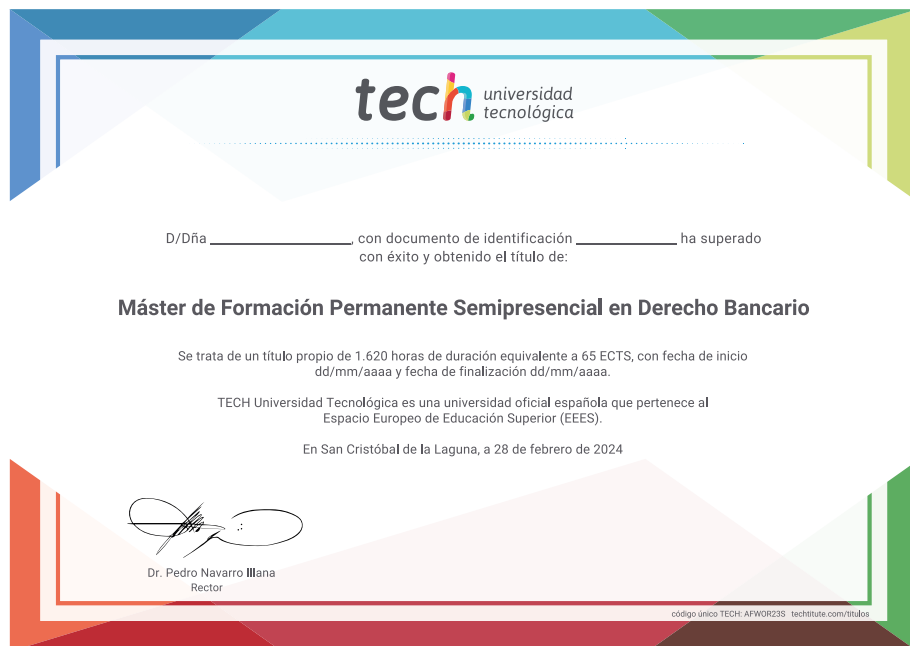 tech universidad
tecnológica
D/Dña ________________, con documento de identificación ____________ ha superado
con éxito y obtenido el título de:
Máster de Formación Permanente Semipresencial en Derecho Bancario
Se trata de un título propio de 1.620 horas de duración equivalente a 65 ECTS, con fecha de inicio
dd/mm/aaaa y fecha de finalización dd/mm/aaaa.
TECH Universidad Tecnológica es una universidad oficial española que pertenece al
Espacio Europeo de Educación Superior (EEES).
En San Cristóbal de la Laguna, a 28 de febrero de 2024
Dr. Pedro Navarro Illana
Rector
código único TECH: AFWOR23S techtitute.com/titulos